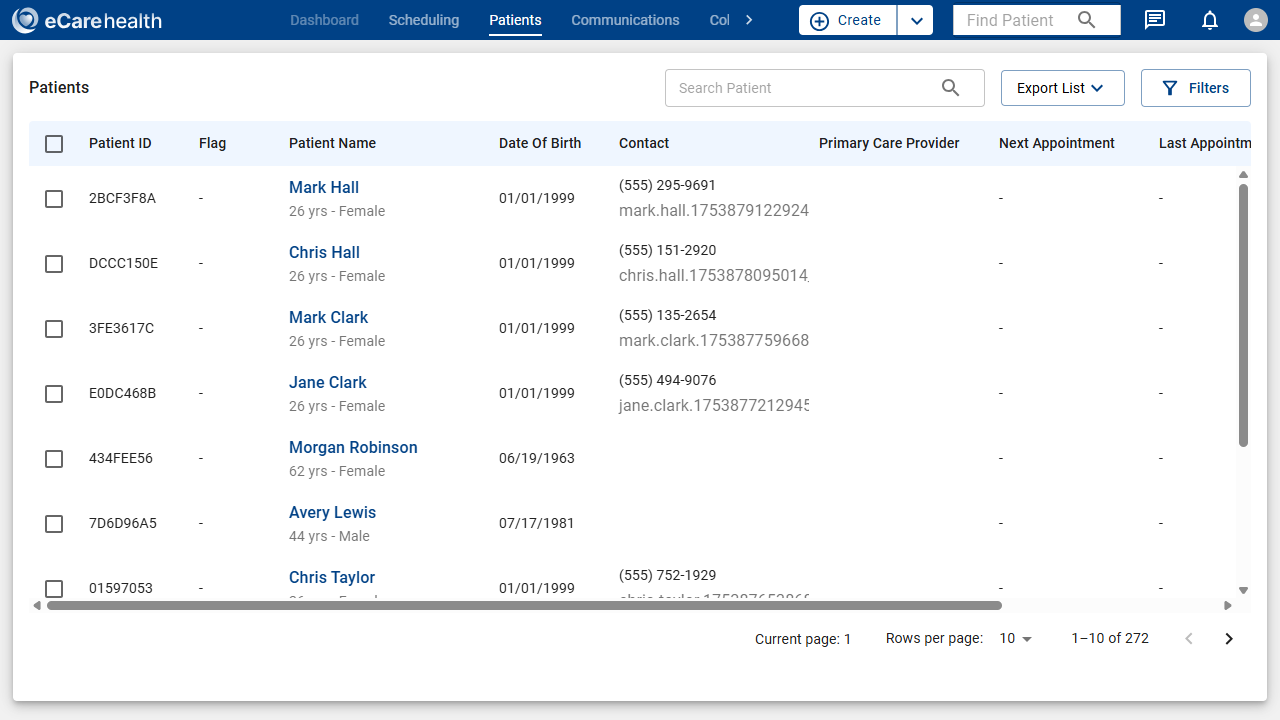 eCarehealth
Dashboard Scheduling Patients Communications Col
Create
Find Patient
Patients
Search Patient
Export List
Filters
Patient ID Flag Patient Name Date Of Birth Contact Primary Care Provider Next Appointment Last Appointm
2BCF3F8A - Mark Hall 01/01/1999 (555) 295-9691 - -
26 yrs - Female mark.hall.1753879122924
DCCC150E - Chris Hall 01/01/1999 (555) 151-2920 - -
26 yrs - Female chris.hall.1753878095014
3FE3617C - Mark Clark 01/01/1999 (555) 135-2654 - -
26 yrs - Female mark.clark.175387759668
E0DC468B - Jane Clark 01/01/1999 (555) 494-9076 - -
26 yrs - Female jane.clark.1753877212945
434FEE56 - Morgan Robinson 06/19/1963 - -
62 yrs - Female
7D6D96A5 - Avery Lewis 07/17/1981 - -
44 yrs - Male
01597053 - Chris Taylor 01/01/1999 (555) 752-1929 - -
Current page: 1 Rows per page: 10 1–10 of 272